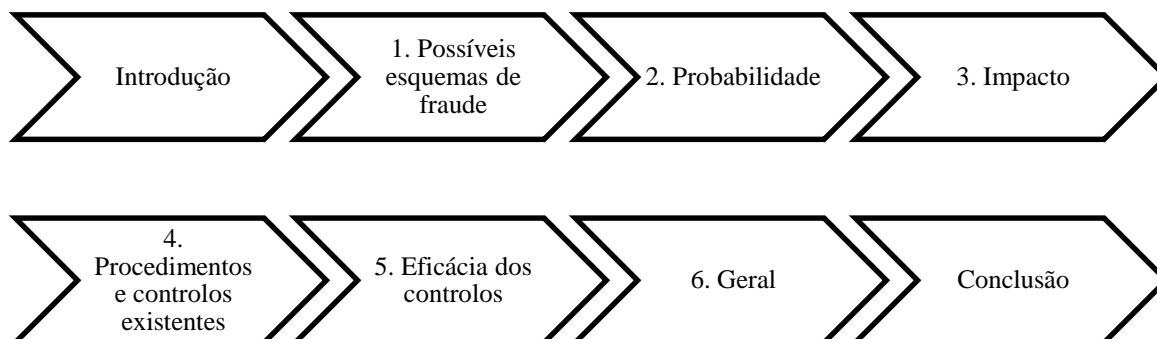 Introdução
1. Possíveis
esquemas de
fraude
2. Probabilidade
3. Impacto
4.
Procedimentos
e controlos
existentes
5. Eficácia dos
controlos
6. Geral
Conclusão